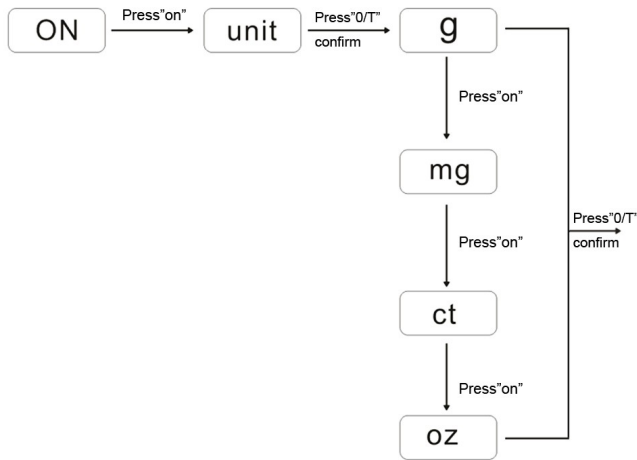 ON
Press”on”
unit
Press”0/T”
confirm
g
Press”on”
mg
Press”on”
ct
Press”on”
oz
Press”0/T”
confirm